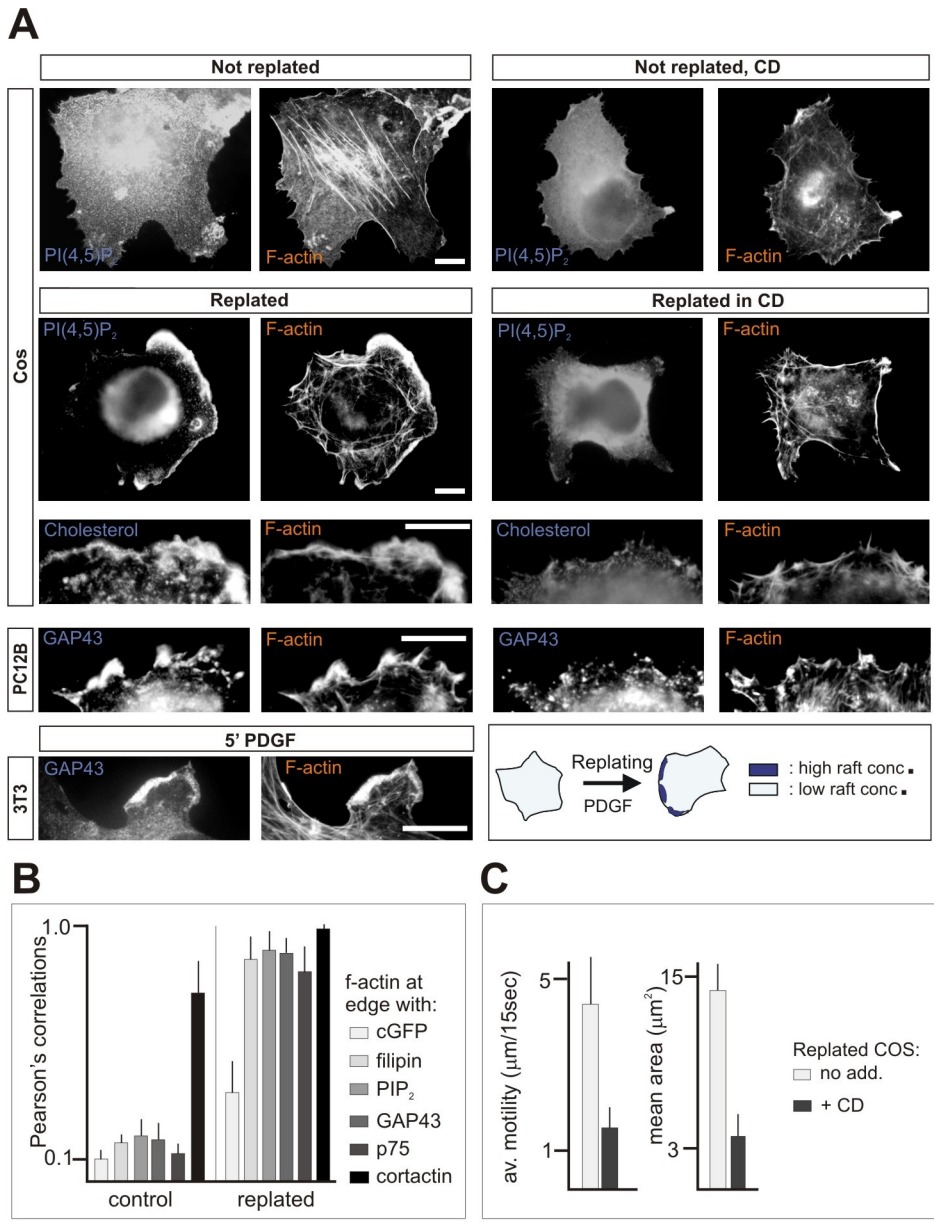 A
Not replated
Not replated, CD
Cos
PI(4,5)P2
F-actin
PI(4,5)P2
F-actin
Replated
Replated in CD
PI(4,5)P2
F-actin
PI(4,5)P2
F-actin
Cholesterol
F-actin
Cholesterol
F-actin
PC12B
GAP43
F-actin
GAP43
F-actin
5' PDGF
3T3
GAP43
F-actin
Replating
PDGF
: high raft conc.
: low raft conc.
B
Pearson's correlations
1.0
0.1
control
replated
f-actin at
edge with:
cGFP
filipin
PIP2
GAP43
p75
cortactin
C
av. motility (μm/15sec)
5
1
mean area (μm2)
15
3
Replated COS:
no add.
+ CD